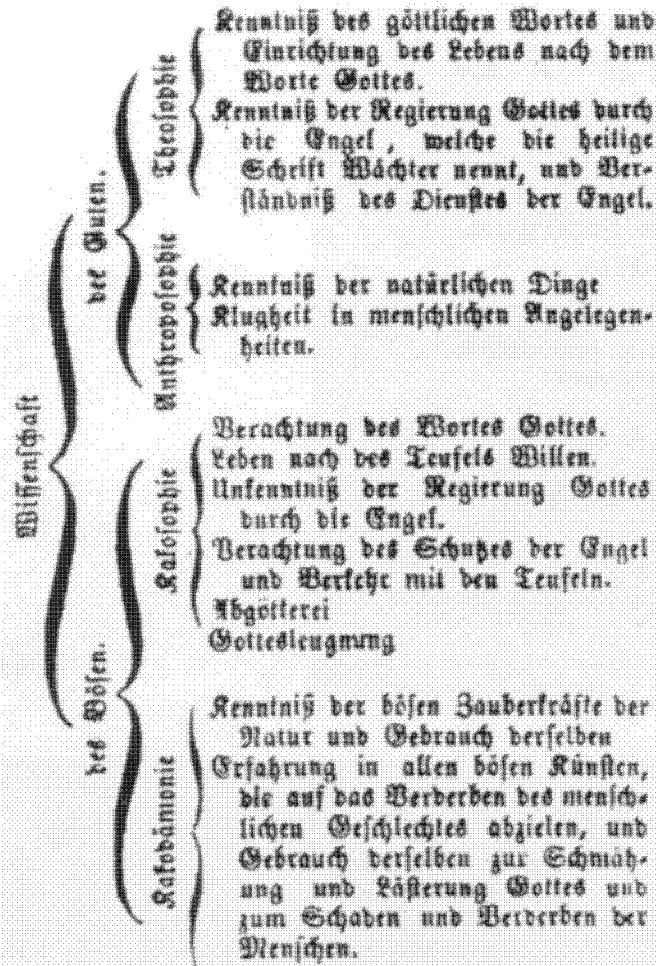 Wissenschaft
des Guten.
Theosophie
Kenntniß des göttlichen Wortes und
Einrichtung des Lebens nach dem
Worte Gottes.
Kenntniß der Regierung Gottes durch
die Engel, welche die heilige
Schrift Wächter nennt, und Ver-
ständniß des Dienstes der Engel.
Anthroposophie
Kenntniß der natürlichen Dinge
Klugheit in menschlichen Angelegen-
heiten.
des Bösen.
Kakosophie
Verachtung des Wortes Gottes.
Leben nach des Teufels Willen.
Unkenntniß der Regierung Gottes
durch die Engel.
Verachtung des Schutzes der Engel
und Verkehr mit den Teufeln.
Abgötterei
Gottesleugnung
Kakodämonie
Kenntniß der bösen Zauberkräfte der
Natur und Gebrauch derselben
Erfahrung in allen bösen Künsten,
die auf das Verderben des mensch-
lichen Geschlechtes abzielen, und
Gebrauch derselben zur Schmäh-
ung und Lästerung Gottes und
zum Schaden und Verderben der
Menschen.